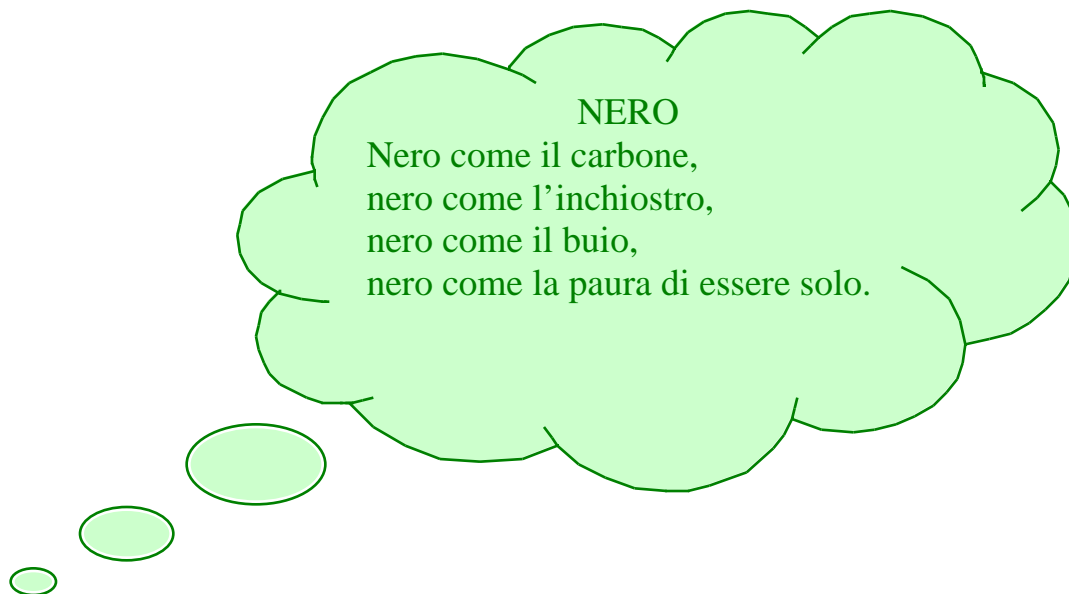 NERO
Nero come il carbone,
nero come l’inchiostro,
nero come il buio,
nero come la paura di essere solo.